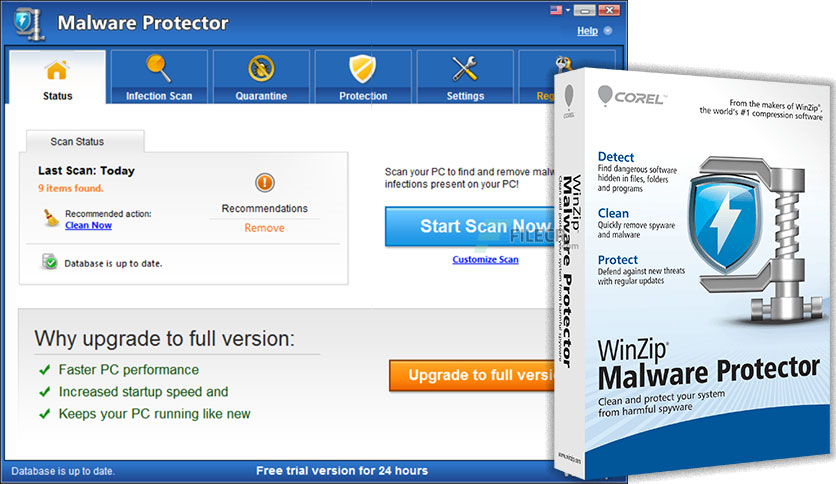 Malware Protector
Help
Status
Infection Scan
Quarantine
Protection
Settings
Scan Status
Last Scan: Today
9 items found.
Recommended action:
Clean Now
Recommendations
Remove
Database is up to date.
Scan your PC to find and remove
infections present on your PC!
Start Scan Now
Customize Scan
Why upgrade to full version:
Faster PC performance
Increased startup speed and
Keeps your PC running like new
Upgrade to full
Database is up to date.
Free trial version for 24 hours
COREL™
From the makers of WinZip®,
the world's #1 compression software
Detect
Find dangerous software
hidden in files, folders
and programs
Clean
Quickly remove spyware
and malware
Protect
Defend against new threats
with regular updates
WinZip®
Malware Protector
Clean and protect your system
from harmful spyware
WinZip
Malware Protector
Clean and protect your system from harmful spyware
www.winzip.com